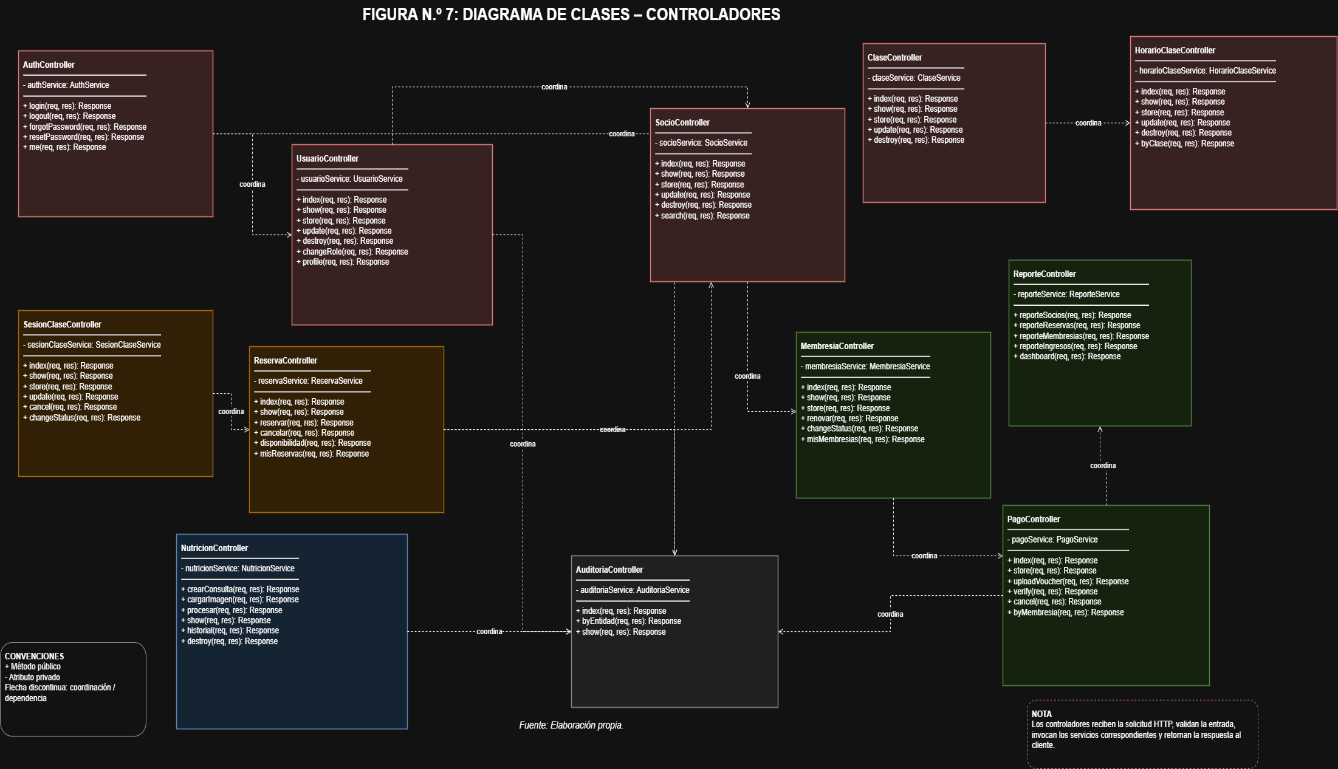 FIGURA N.º 7: DIAGRAMA DE CLASES – CONTROLADORES
AuthController
- authService: AuthService
+ login(req, res): Response
+ logout(req, res): Response
+ forgotPassword(req, res): Response
+ resetPassword(req, res): Response
+ me(req, res): Response
coordina
coordina
coordina
UsuarioController
- usuarioService: UsuarioService
+ index(req, res): Response
+ show(req, res): Response
+ store(req, res): Response
+ update(req, res): Response
+ destroy(req, res): Response
+ changeRole(req, res): Response
+ profile(req, res): Response
SocioController
- socioService: SocioService
+ index(req, res): Response
+ show(req, res): Response
+ store(req, res): Response
+ update(req, res): Response
+ destroy(req, res): Response
+ search(req, res): Response
ClaseController
- claseService: ClaseService
+ index(req, res): Response
+ show(req, res): Response
+ store(req, res): Response
+ update(req, res): Response
+ destroy(req, res): Response
coordina
HorarioClaseController
- horarioClaseService: HorarioClaseService
+ index(req, res): Response
+ show(req, res): Response
+ store(req, res): Response
+ update(req, res): Response
+ destroy(req, res): Response
+ byClase(req, res): Response
SesionClaseController
- sesionClaseService: SesionClaseService
+ index(req, res): Response
+ show(req, res): Response
+ store(req, res): Response
+ update(req, res): Response
+ cancel(req, res): Response
+ changeStatus(req, res): Response
coordina
ReservaController
- reservaService: ReservaService
+ index(req, res): Response
+ show(req, res): Response
+ reservar(req, res): Response
+ cancelar(req, res): Response
+ disponibilidad(req, res): Response
+ misReservas(req, res): Response
coordina
coordina
coordina
MembresiaController
- membresiaService: MembresiaService
+ index(req, res): Response
+ show(req, res): Response
+ store(req, res): Response
+ renovar(req, res): Response
+ changeStatus(req, res): Response
+ misMembresias(req, res): Response
ReporteController
- reporteService: ReporteService
+ reporteSocios(req, res): Response
+ reporteReservas(req, res): Response
+ reporteMembresias(req, res): Response
+ reporteIngresos(req, res): Response
+ dashboard(req, res): Response
coordina
coordina
PagoController
- pagoService: PagoService
+ index(req, res): Response
+ store(req, res): Response
+ uploadVoucher(req, res): Response
+ verify(req, res): Response
+ cancel(req, res): Response
+ byMembresia(req, res): Response
coordina
NutricionController
- nutricionService: NutricionService
+ crearConsulta(req, res): Response
+ cargarImagen(req, res): Response
+ procesar(req, res): Response
+ show(req, res): Response
+ historial(req, res): Response
+ destroy(req, res): Response
coordina
AuditoriaController
- auditoriaService: AuditoriaService
+ index(req, res): Response
+ byEntidad(req, res): Response
+ show(req, res): Response
CONVENCIONES
+ Método público
- Atributo privado
Flecha discontinua: coordinación /
dependencia
Fuente: Elaboración propia.
NOTA
Los controladores reciben la solicitud HTTP, validan la entrada,
invocan los servicios correspondientes y retornan la respuesta al
cliente.